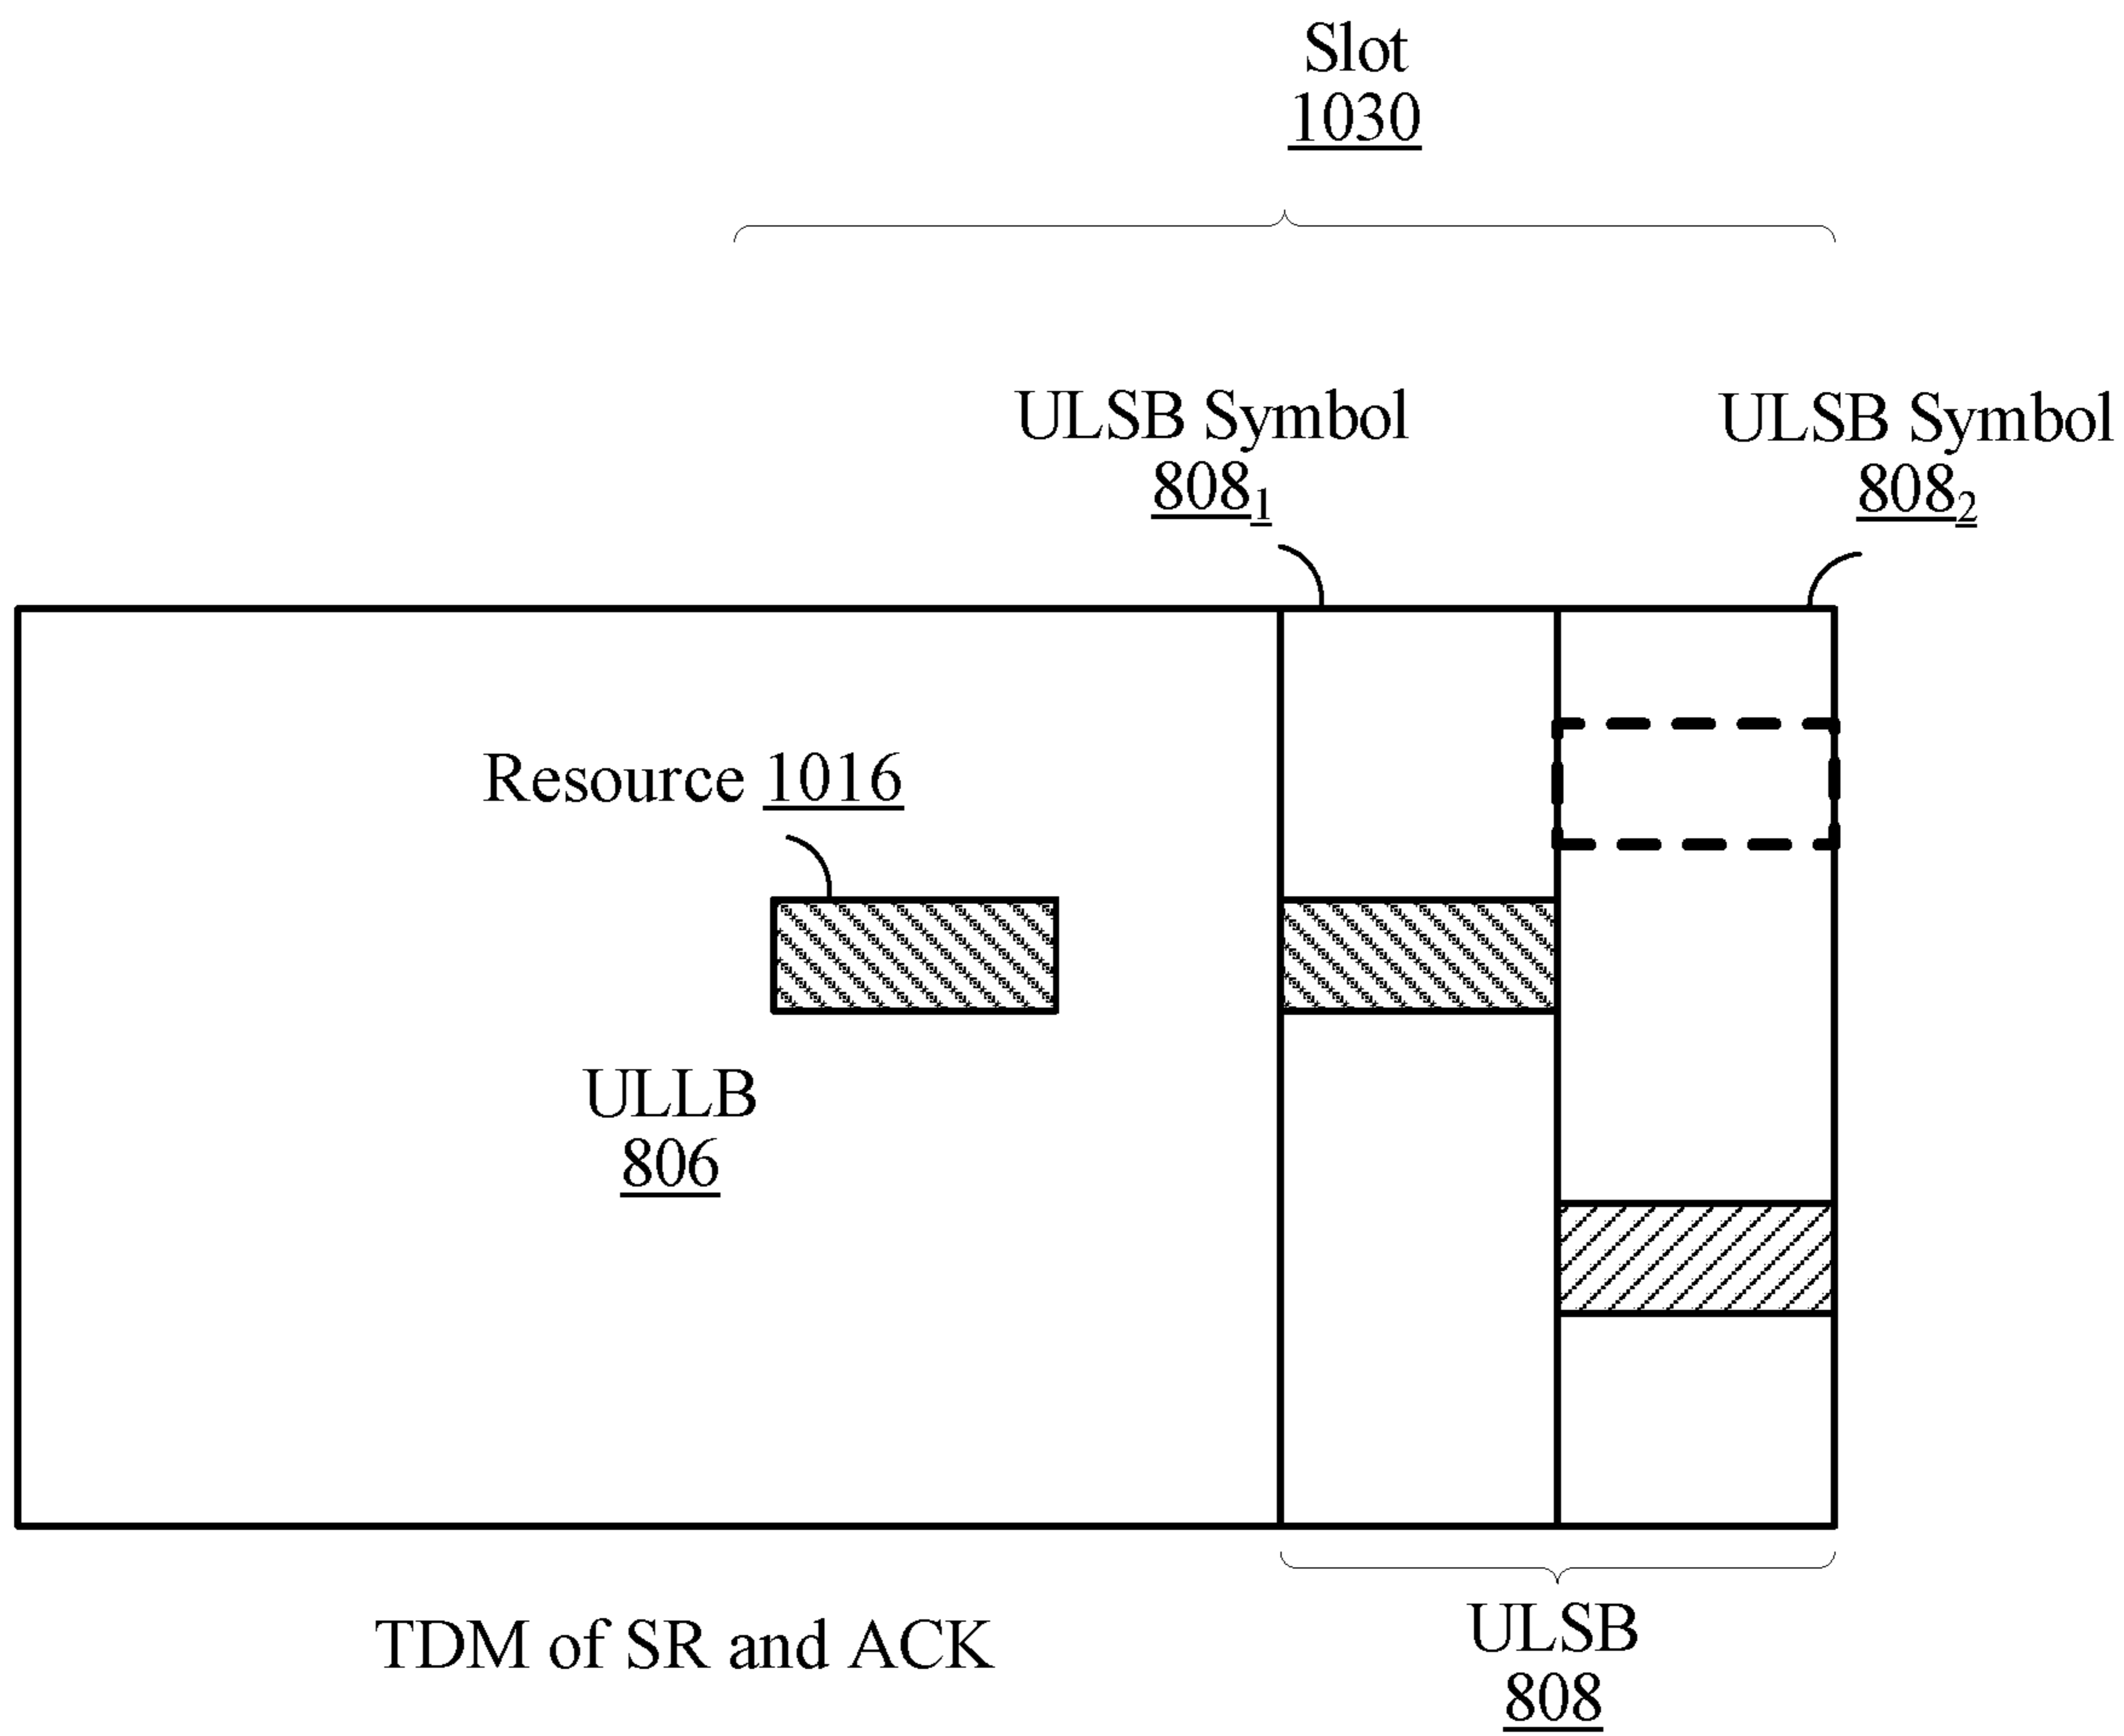 Slot
1030
ULSB Symbol
808₁
ULSB Symbol
808₂
Resource 1016
ULLB
806
TDM of SR and ACK
ULSB
808